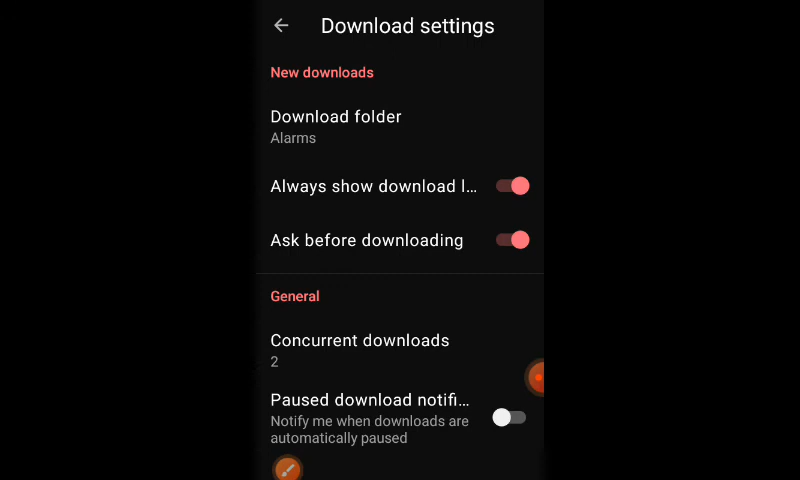 Download settings
New downloads
Download folder
Alarms
Always show download l...
Ask before downloading
General
Concurrent downloads
2
Paused download notifi...
Notify me when downloads are
automatically paused